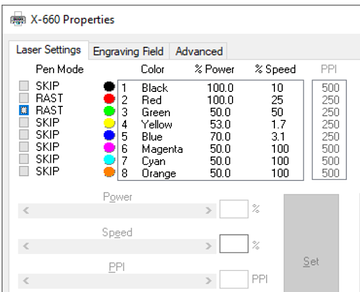 X-660 Properties
Laser Settings Engraving Field Advanced
Pen Mode Color % Power % Speed PPI
SKIP 1 Black 100.0 10 500
RAST 2 Red 100.0 25 250
RAST 3 Green 50.0 50 250
SKIP 4 Yellow 53.0 1.7 250
SKIP 5 Blue 70.0 3.1 250
SKIP 6 Magenta 50.0 100 500
SKIP 7 Cyan 50.0 100 500
SKIP 8 Orange 50.0 100 500
Power
%
Speed
%
Set
PPI
PPI